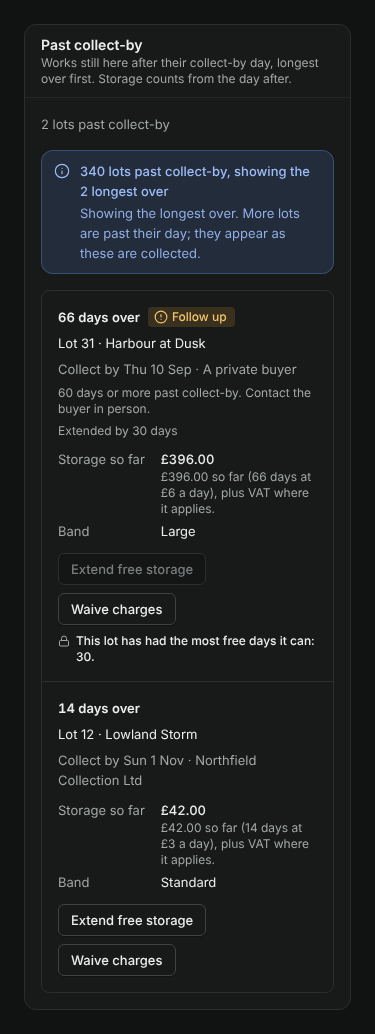 Past collect-by
Works still here after their collect-by day, longest
over first. Storage counts from the day after.
2 lots past collect-by
340 lots past collect-by, showing the
2 longest over
Showing the longest over. More lots
are past their day; they appear as
these are collected.
66 days over
Follow up
Lot 31 · Harbour at Dusk
Collect by Thu 10 Sep · A private buyer
60 days or more past collect-by. Contact the
buyer in person.
Extended by 30 days
Storage so far
£396.00
£396.00 so far (66 days at
£6 a day), plus VAT where
it applies.
Band
Large
Extend free storage
Waive charges
This lot has had the most free days it can:
30.
14 days over
Lot 12 · Lowland Storm
Collect by Sun 1 Nov · Northfield
Collection Ltd
Storage so far
£42.00
£42.00 so far (14 days at
£3 a day), plus VAT where
it applies.
Band
Standard
Extend free storage
Waive charges